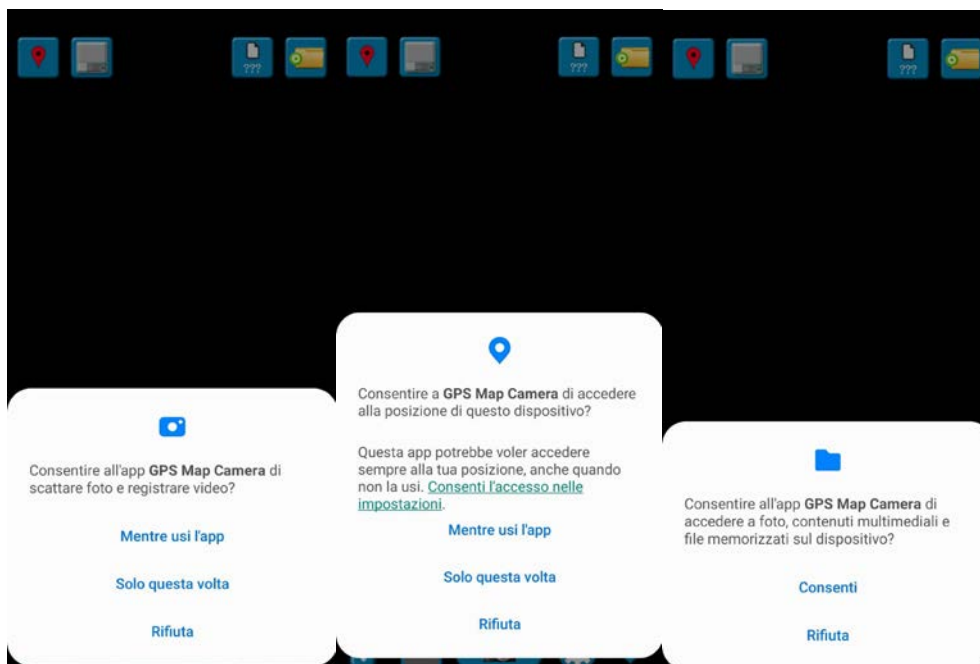 ???
???
???
Consentire all'app GPS Map Camera di
scattare foto e registrare video?
Mentre usi l'app
Solo questa volta
Rifiuta
Consentire a GPS Map Camera di accedere
alla posizione di questo dispositivo?
Questa app potrebbe voler accedere
sempre alla tua posizione, anche quando
non la usi. Consenti l'accesso nelle
impostazioni.
Mentre usi l'app
Solo questa volta
Rifiuta
Consentire all'app GPS Map Camera di
accedere a foto, contenuti multimediali e
file memorizzati sul dispositivo?
Consenti
Rifiuta